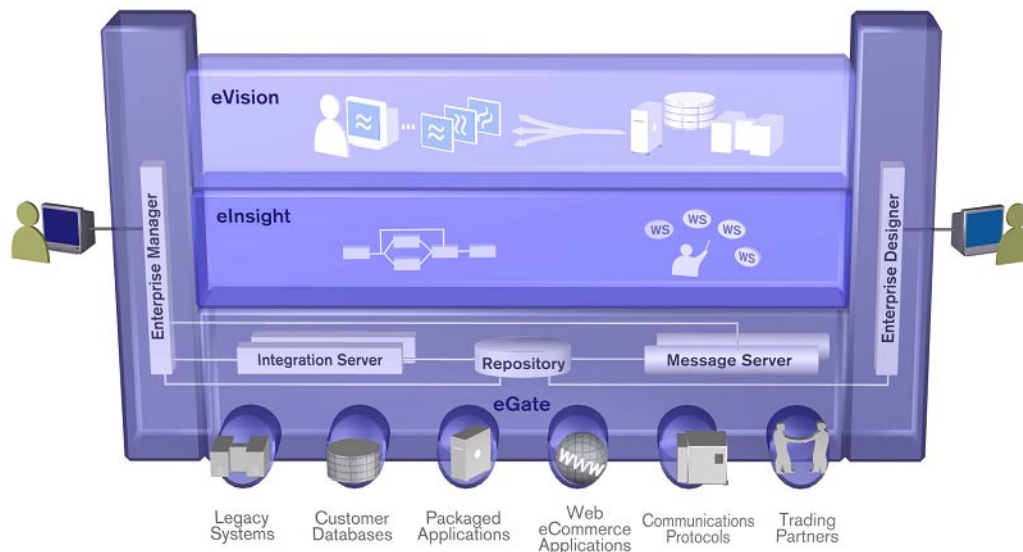 eVision
eInsight
WS
WS
WS
WS
Enterprise Manager
Enterprise Designer
Integration Server
Repository
Message Server
eGate
www
Legacy
Systems
Customer
Databases
Packaged
Applications
Web
eCommerce
Applications
Communications
Protocols
Trading
Partners